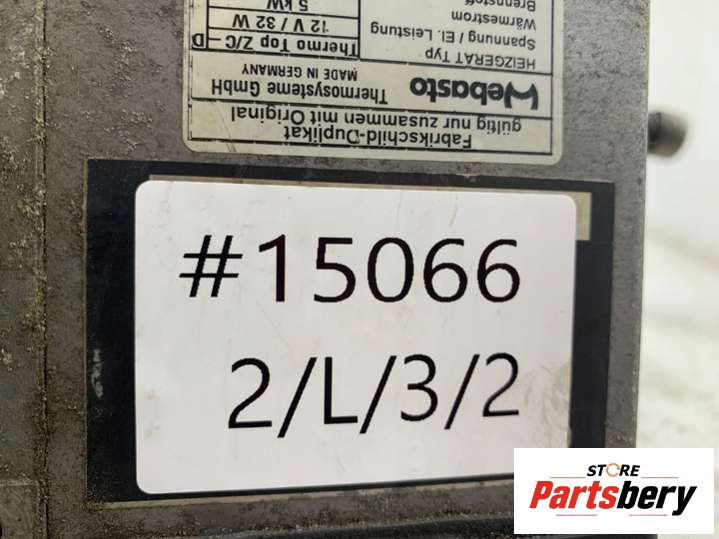 Fabrikschild-Duplikat
gültig nur zusammen mit Original
Webasto
Thermosysteme GmbH
MADE IN GERMANY
HEIZGERÄT Typ Thermo Top Z/C-D
Spannung / El. Leistung 12 V / 32 W
Wärmestrom 5 kW
Brennstoff
#15066
2/L/3/2
STORE
Partsbery